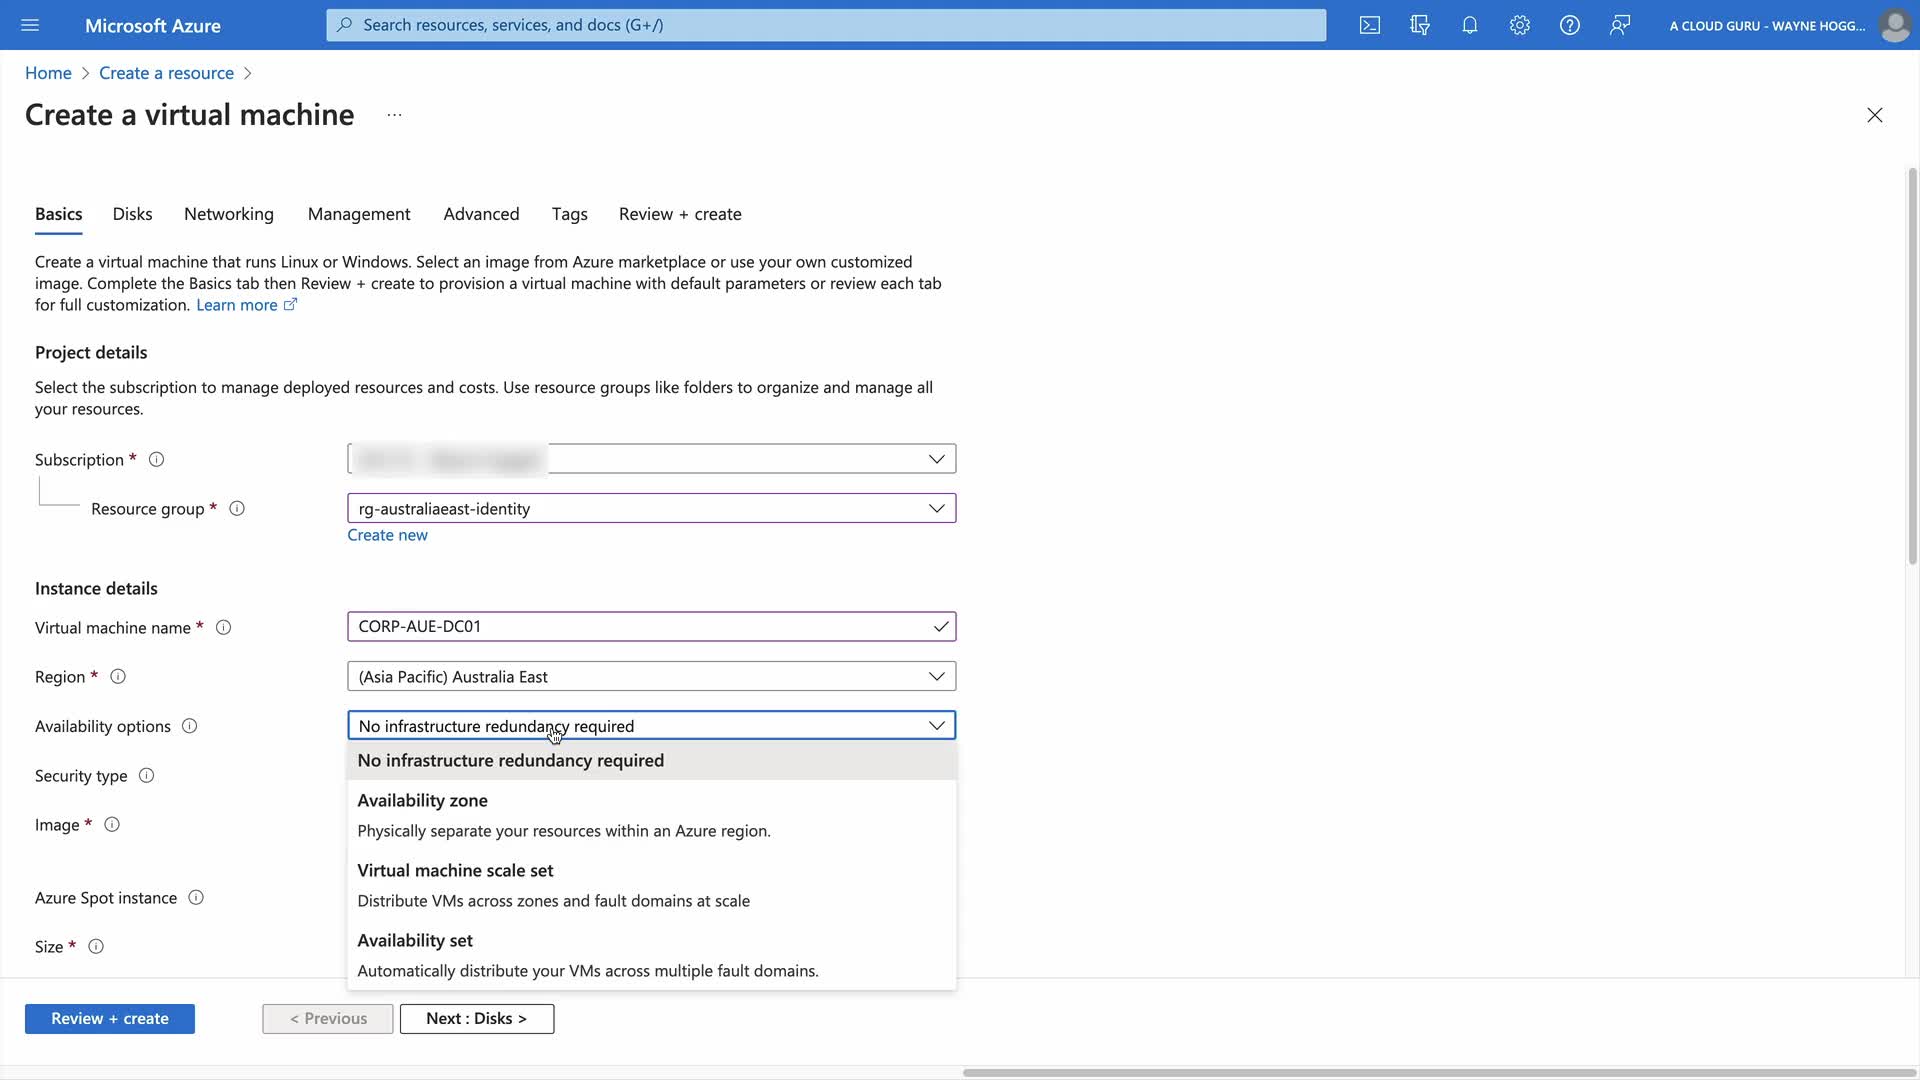 Microsoft Azure
Search resources, services, and docs (G+/)
A CLOUD GURU - WAYNE HOGG...
Home > Create a resource >
Create a virtual machine ...
Basics Disks Networking Management Advanced Tags Review + create
Create a virtual machine that runs Linux or Windows. Select an image from Azure marketplace or use your own customized
image. Complete the Basics tab then Review + create to provision a virtual machine with default parameters or review each tab
for full customization. Learn more
Project details
Select the subscription to manage deployed resources and costs. Use resource groups like folders to organize and manage all
your resources.
Subscription *
Resource group * rg-australiaeast-identity
Create new
Instance details
Virtual machine name * CORP-AUE-DC01
Region * (Asia Pacific) Australia East
Availability options No infrastructure redundancy required
No infrastructure redundancy required
Security type
Availability zone
Physically separate your resources within an Azure region.
Image *
Virtual machine scale set
Distribute VMs across zones and fault domains at scale
Azure Spot instance
Availability set
Size *
Automatically distribute your VMs across multiple fault domains.
Review + create < Previous Next : Disks >